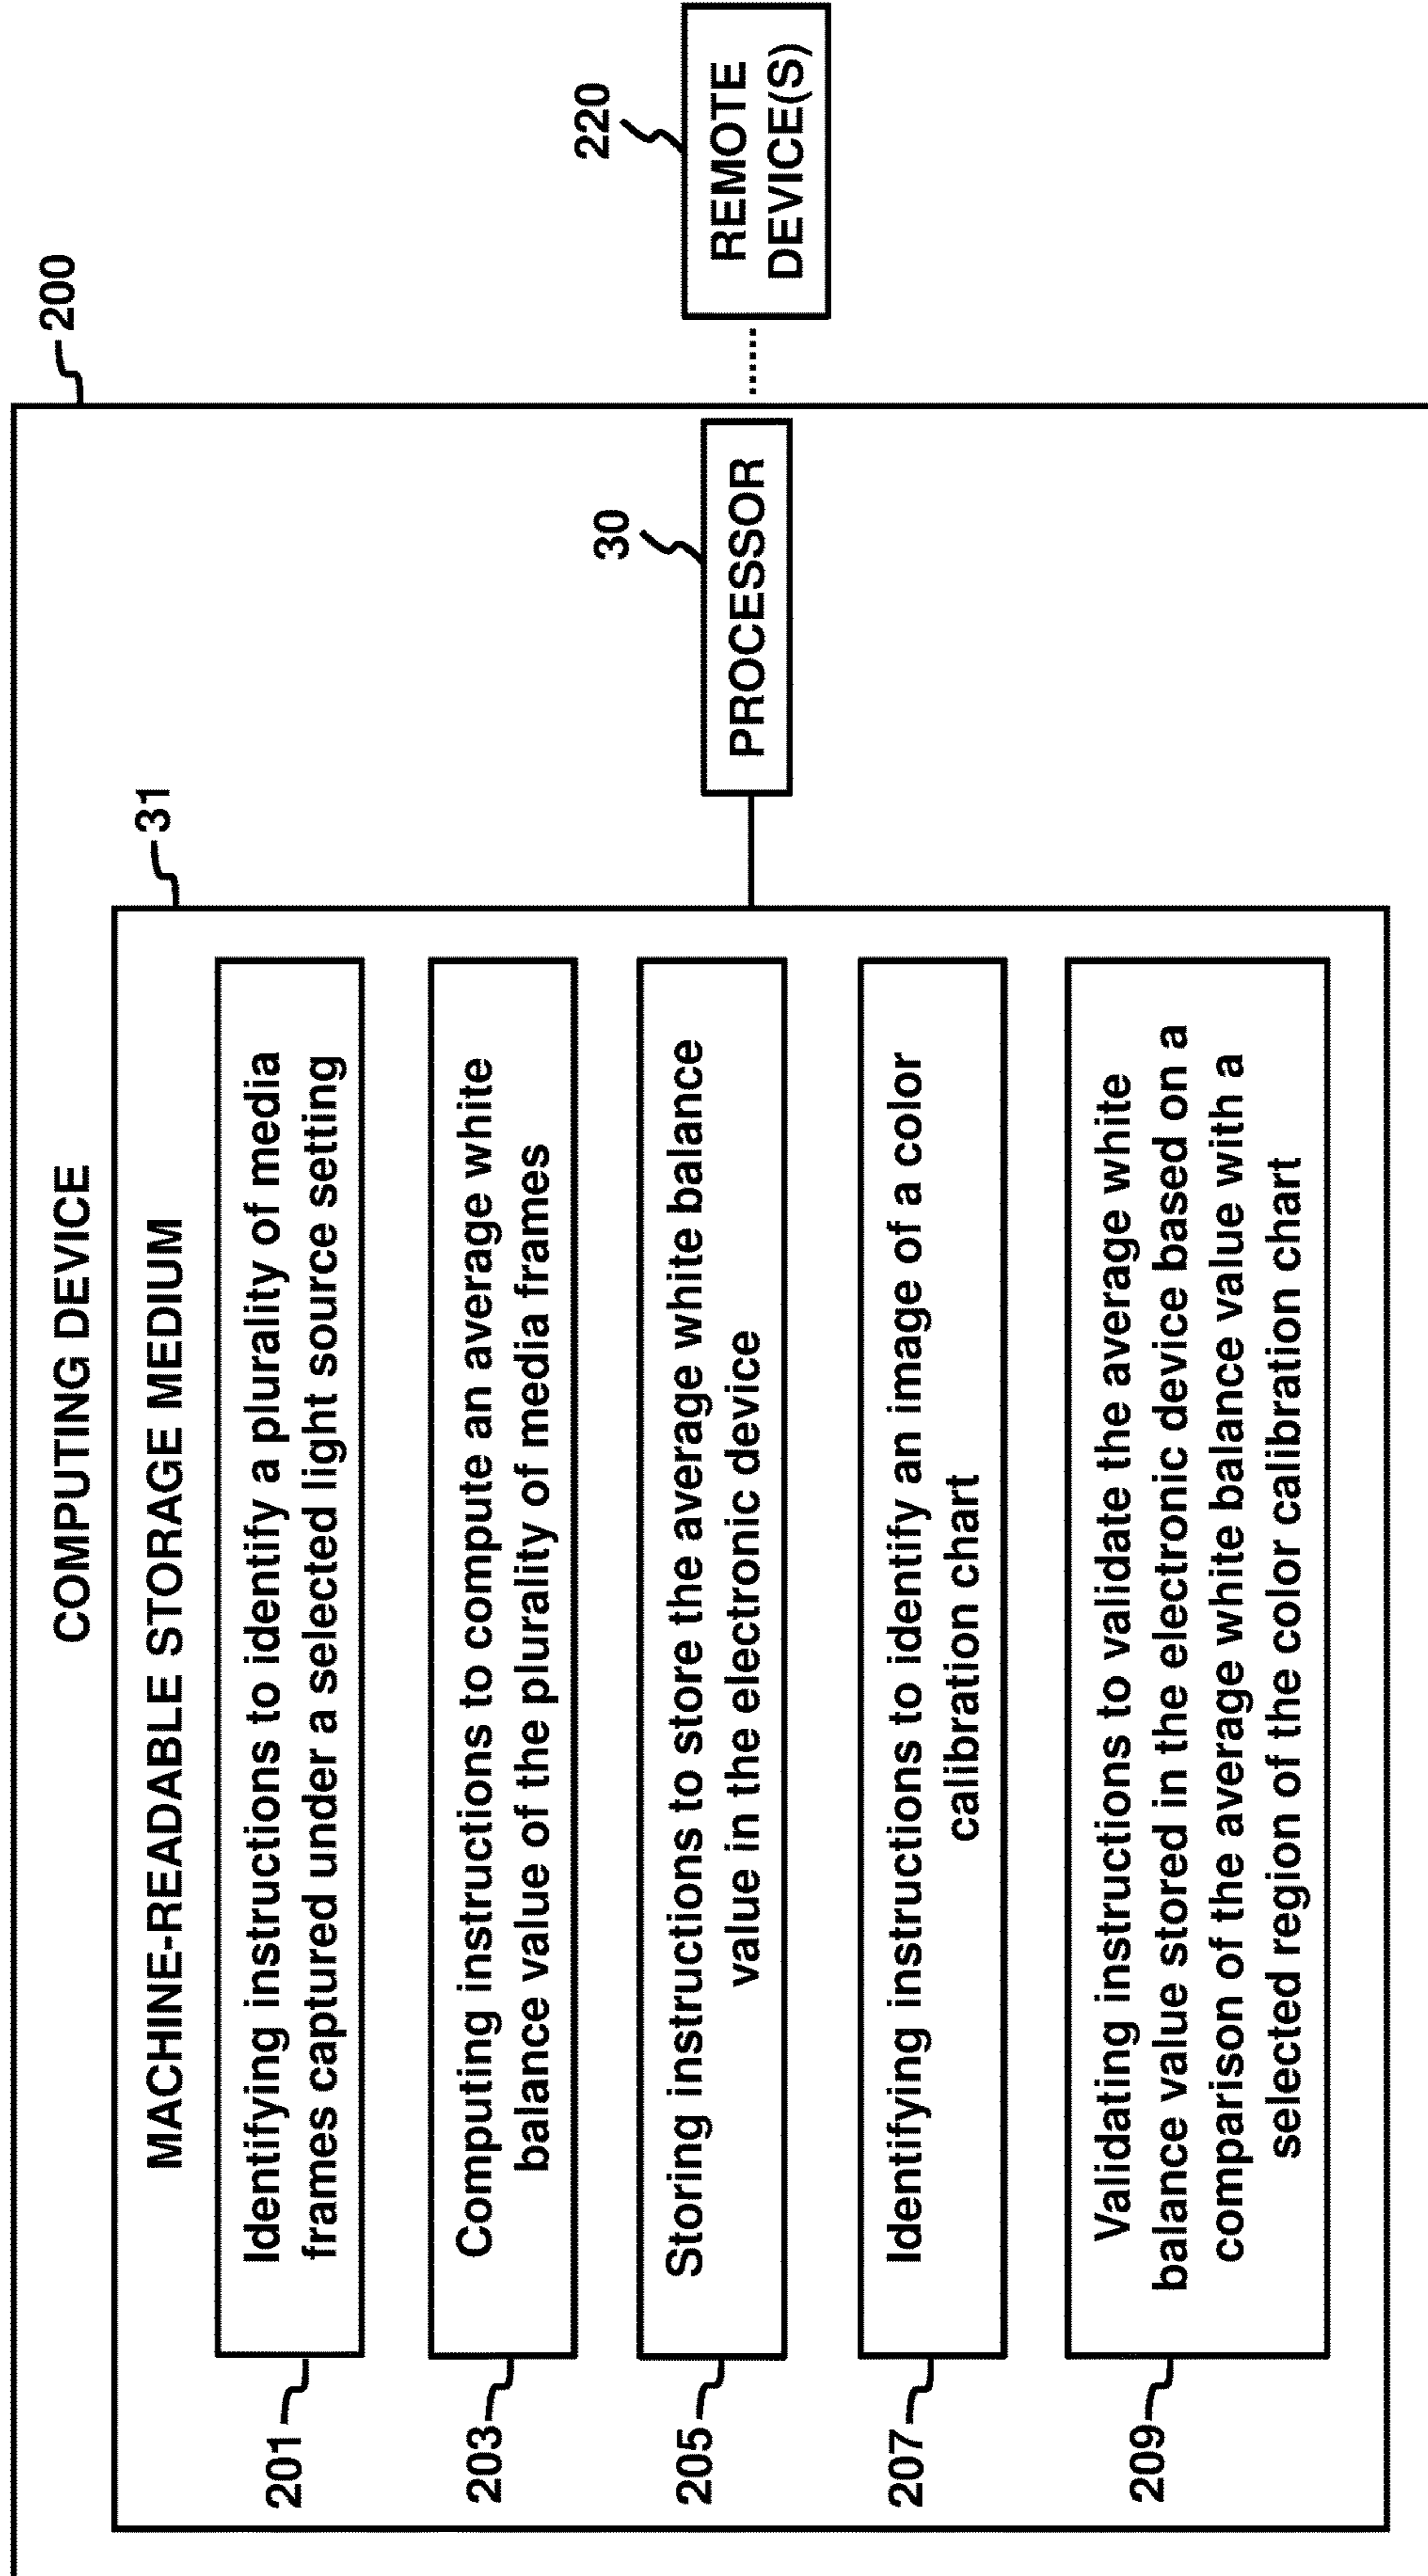 200
COMPUTING DEVICE
31
MACHINE-READABLE STORAGE MEDIUM
201
Identifying instructions to identify a plurality of media
frames captured under a selected light source setting
203
Computing instructions to compute an average white
balance value of the plurality of media frames
205
Storing instructions to store the average white balance
value in the electronic device
207
Identifying instructions to identify an image of a color
calibration chart
209
Validating instructions to validate the average white
balance value stored in the electronic device based on a
comparison of the average white balance value with a
selected region of the color calibration chart
30
PROCESSOR
220
REMOTE
DEVICE(S)